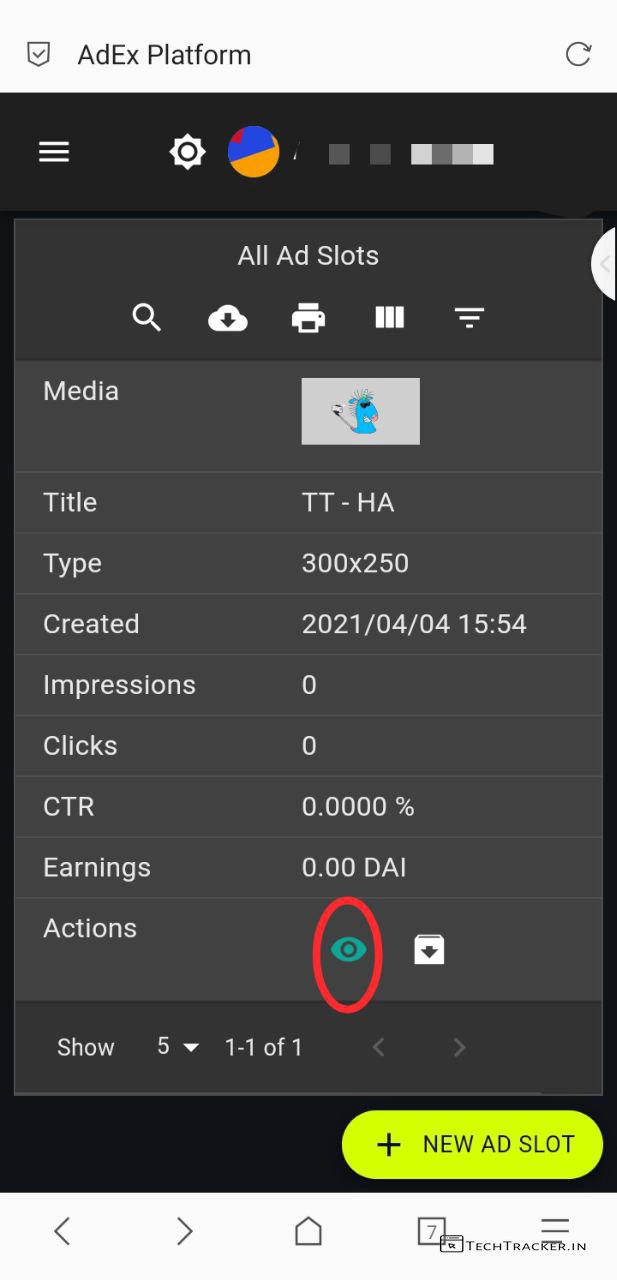 AdEx Platform
All Ad Slots
Media
Title TT - HA
Type 300x250
Created 2021/04/04 15:54
Impressions 0
Clicks 0
CTR 0.0000 %
Earnings 0.00 DAI
Actions
Show 5 1-1 of 1
+ NEW AD SLOT
7
TECHTRACKER.IN